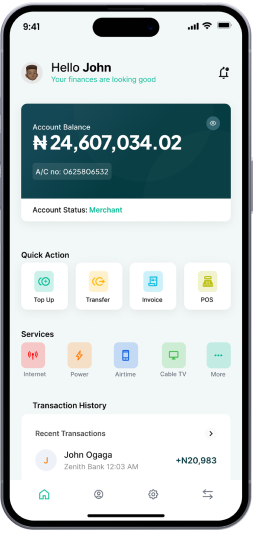 9:41
Hello John
Your finances are looking good
Account Balance
₦24,607,034.02
A/C no: 0625806532
Account Status: Merchant
Quick Action
Top Up Transfer Invoice POS
Services
Internet Power Airtime Cable TV More
Transaction History
Recent Transactions
J John Ogaga +N20,983
Zenith Bank 12:03 AM